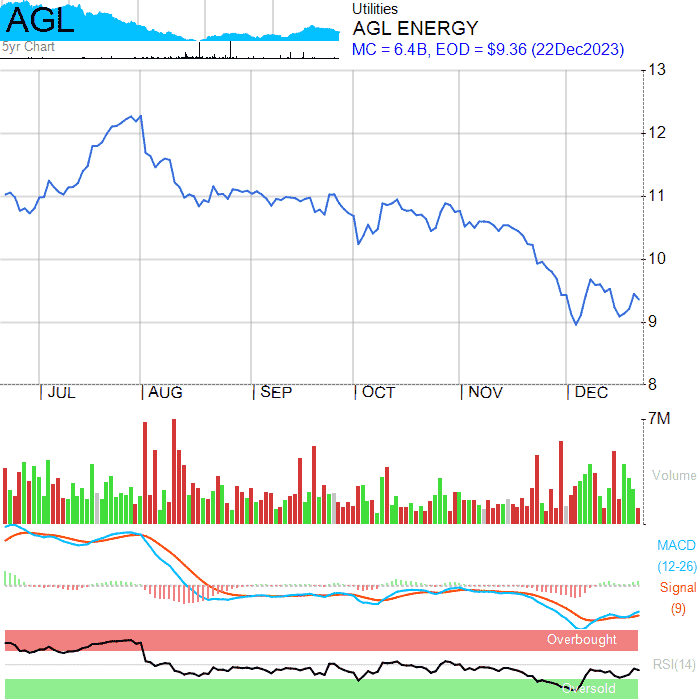 AGL
5yr Chart
Utilities
AGL ENERGY
MC = 6.4B, EOD = $9.36 (22Dec2023)
13
12
11
10
9
8
JUL AUG SEP OCT NOV DEC
7M
Volume
MACD
(12-26)
Signal
(9)
Overbought
RSI(14)
Oversold